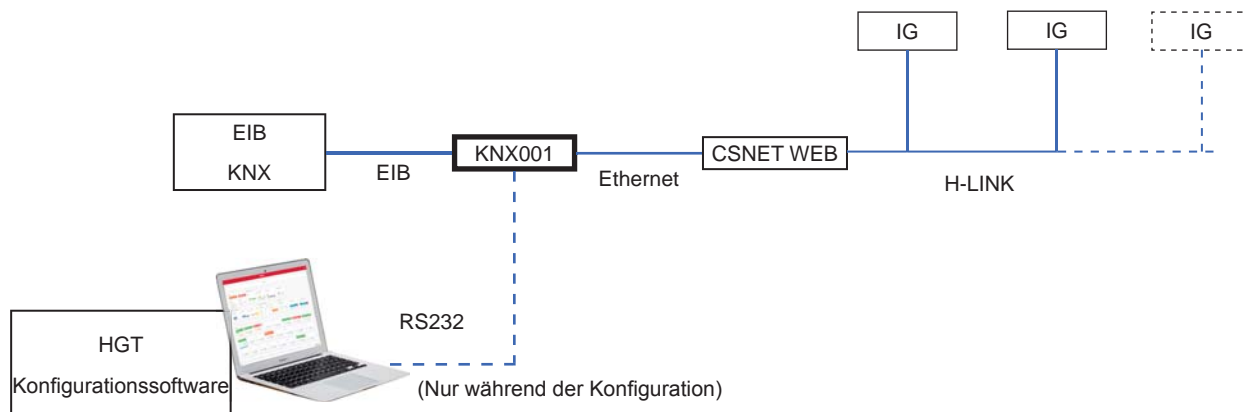 IG
IG
IG
EIB
KNX
EIB
KNX001
Ethernet
CSNET WEB
H-LINK
HGT
Konfigurationssoftware
RS232
(Nur während der Konfiguration)